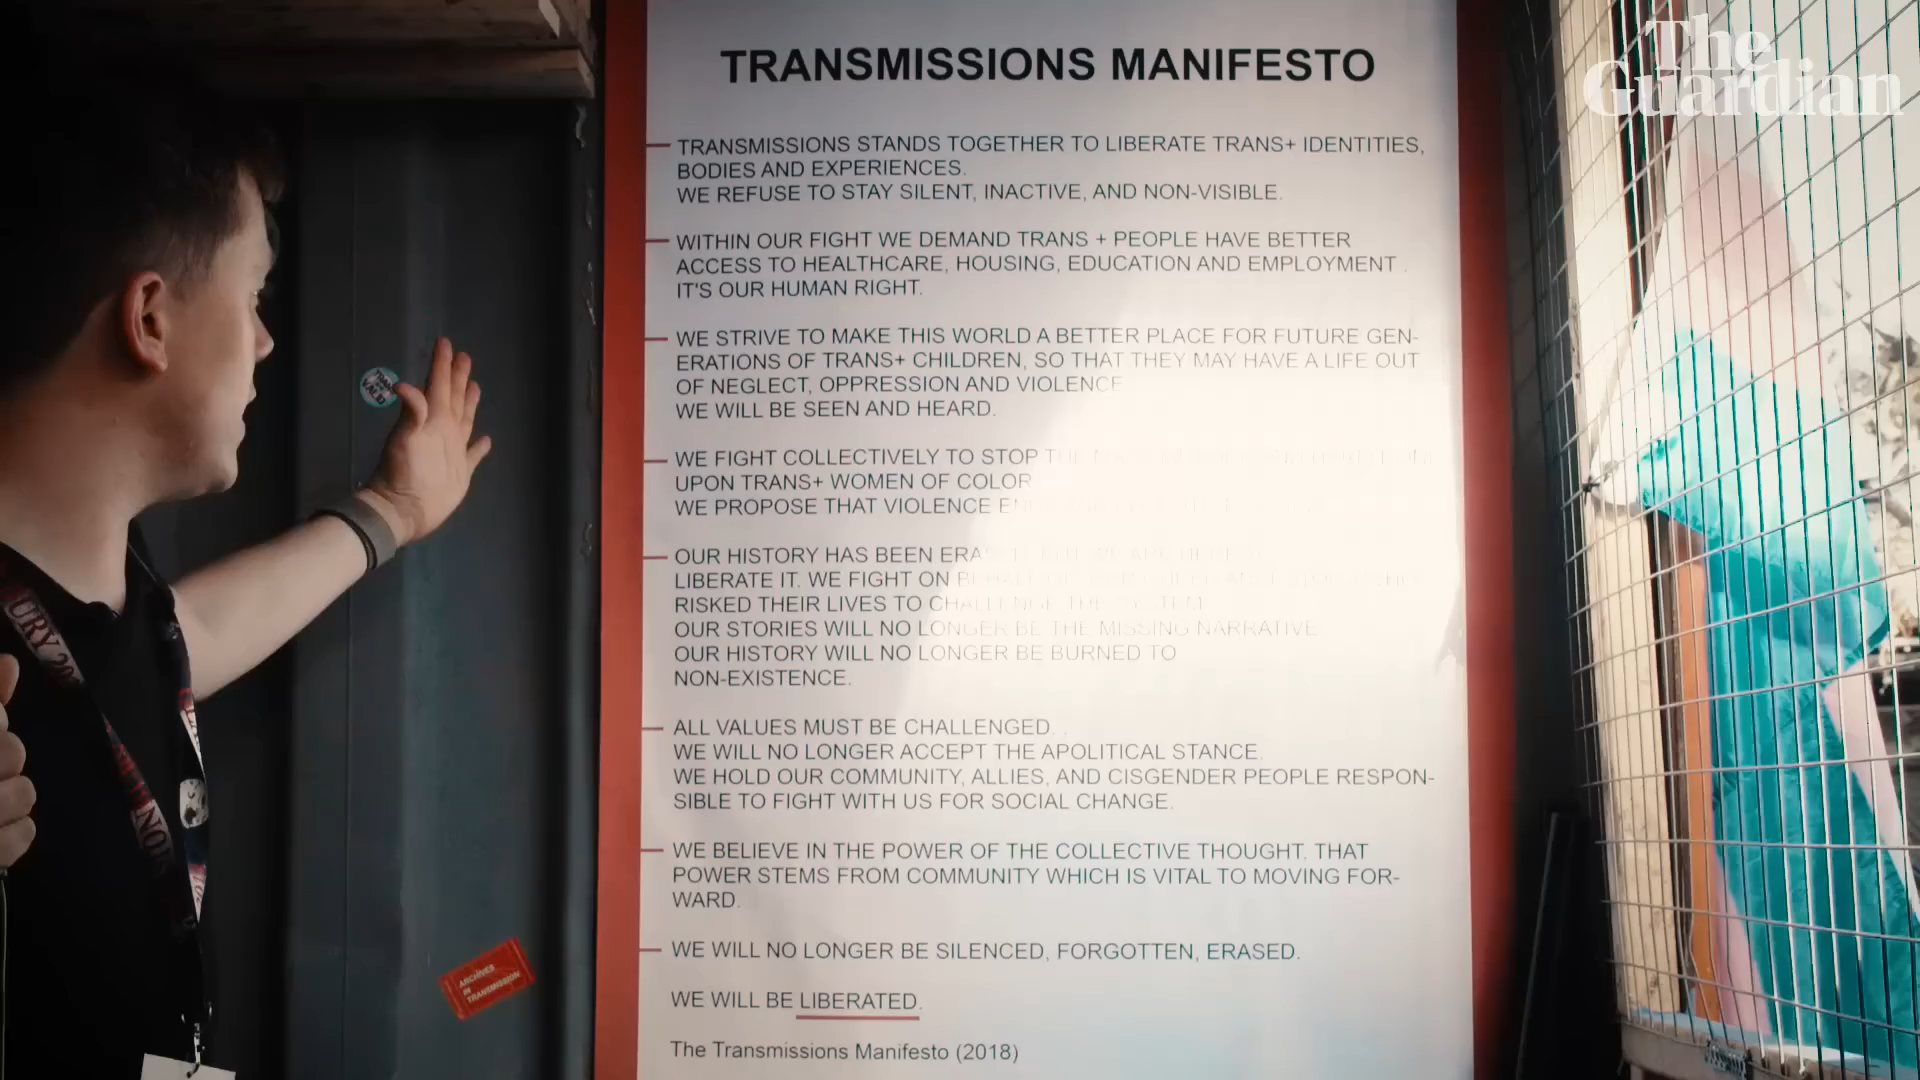 The
Guardian
TRANSMISSIONS MANIFESTO
TRANSMISSIONS STANDS TOGETHER TO LIBERATE TRANS+ IDENTITIES,
BODIES AND EXPERIENCES.
WE REFUSE TO STAY SILENT, INACTIVE, AND NON-VISIBLE.
WITHIN OUR FIGHT WE DEMAND TRANS + PEOPLE HAVE BETTER
ACCESS TO HEALTHCARE, HOUSING, EDUCATION AND EMPLOYMENT .
IT'S OUR HUMAN RIGHT.
WE STRIVE TO MAKE THIS WORLD A BETTER PLACE FOR FUTURE GEN-
ERATIONS OF TRANS+ CHILDREN, SO THAT THEY MAY HAVE A LIFE OUT
OF NEGLECT, OPPRESSION AND VIOLENCE
WE WILL BE SEEN AND HEARD.
WE FIGHT COLLECTIVELY TO STOP THE
UPON TRANS+ WOMEN OF COLOR
WE PROPOSE THAT VIOLENCE
OUR HISTORY HAS BEEN
LIBERATE IT. WE FIGHT ON
RISKED THEIR LIVES TO CHALLENGE THE SYSTEM
OUR STORIES WILL NO LONGER BE THE MISSING NARRATIVE
OUR HISTORY WILL NO LONGER BE BURNED TO
NON-EXISTENCE.
ALL VALUES MUST BE CHALLENGED. .
WE WILL NO LONGER ACCEPT THE APOLITICAL STANCE.
WE HOLD OUR COMMUNITY, ALLIES, AND CISGENDER PEOPLE RESPON-
SIBLE TO FIGHT WITH US FOR SOCIAL CHANGE.
WE BELIEVE IN THE POWER OF THE COLLECTIVE THOUGHT, THAT
POWER STEMS FROM COMMUNITY WHICH IS VITAL TO MOVING FOR-
WARD.
WE WILL NO LONGER BE SILENCED, FORGOTTEN, ERASED.
WE WILL BE LIBERATED.
The Transmissions Manifesto (2018)
ARCHIVES
IN
TRANSMISSION